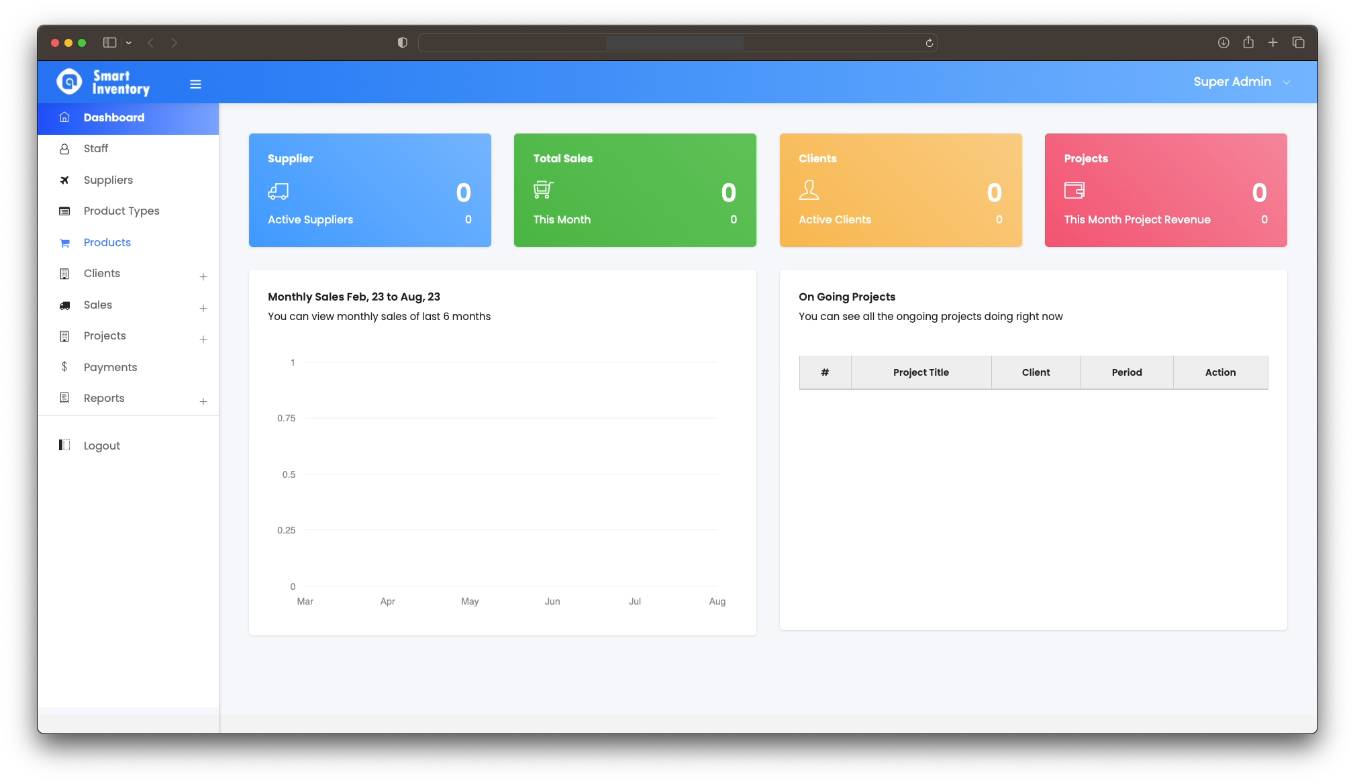 Smart
Inventory
Super Admin
Dashboard
Staff
Suppliers
Product Types
Products
Clients +
Sales +
Projects +
Payments
Reports +
Logout
Supplier
0
Active Suppliers 0
Total Sales
0
This Month 0
Clients
0
Active Clients 0
Projects
0
This Month Project Revenue 0
Monthly Sales Feb, 23 to Aug, 23
You can view monthly sales of last 6 months
1
0.75
0.5
0.25
0
Mar Apr May Jun Jul Aug
On Going Projects
You can see all the ongoing projects doing right now
# Project Title Client Period Action